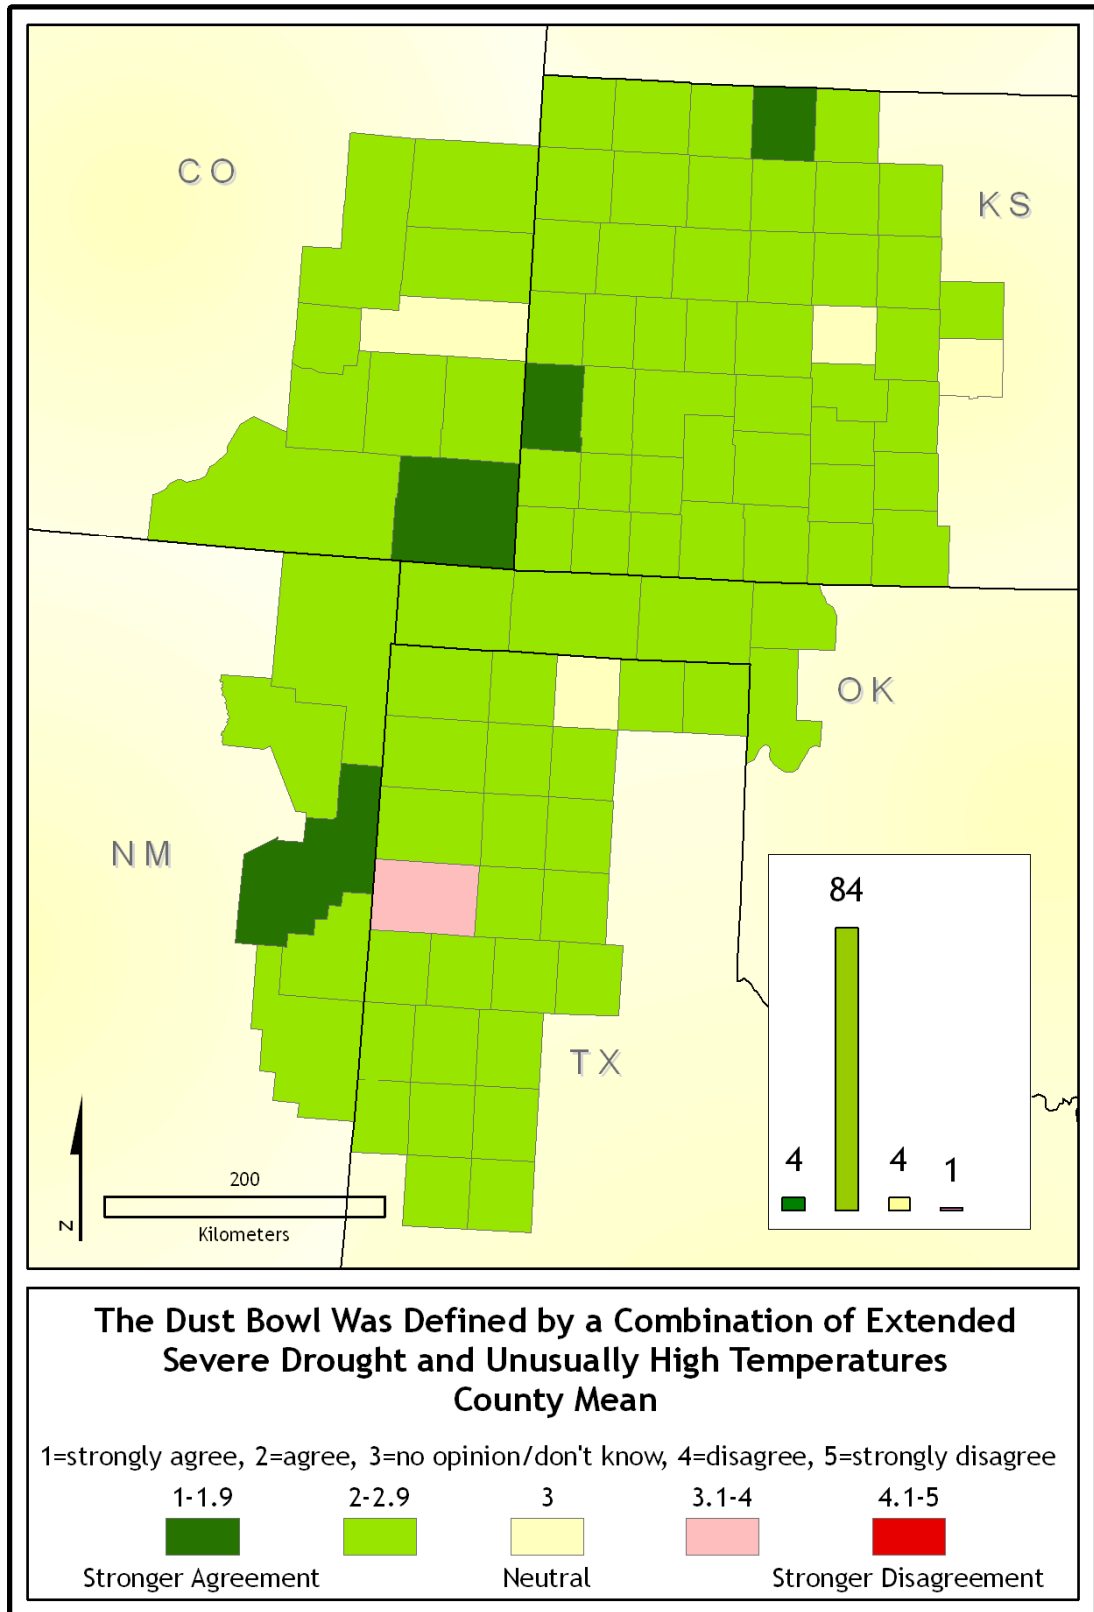 CO
KS
OK
NM
TX
84
4
4
1
200
Kilometers
N
The Dust Bowl Was Defined by a Combination of Extended
Severe Drought and Unusually High Temperatures
County Mean
1=strongly agree, 2=agree, 3=no opinion/don't know, 4=disagree, 5=strongly disagree
1-1.9 2-2.9 3 3.1-4 4.1-5
Stronger Agreement Neutral Stronger Disagreement